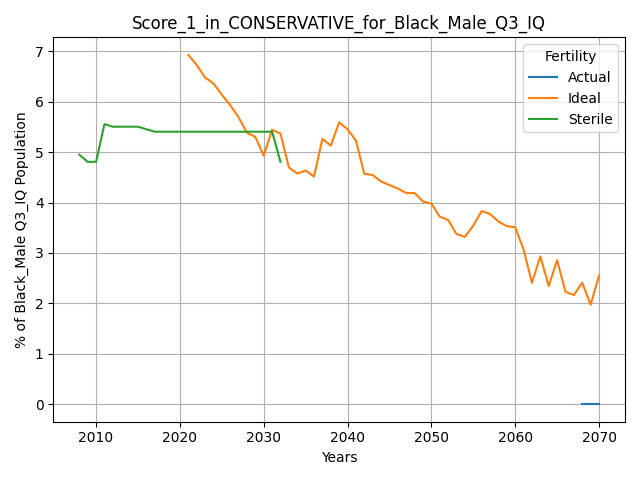 Score_1_in_CONSERVATIVE_for_Black_Male_Q3_IQ
% of Black_Male Q3_IQ Population
7
6
5
4
3
2
1
0
Fertility
Actual
Ideal
Sterile
2010 2020 2030 2040 2050 2060 2070
Years